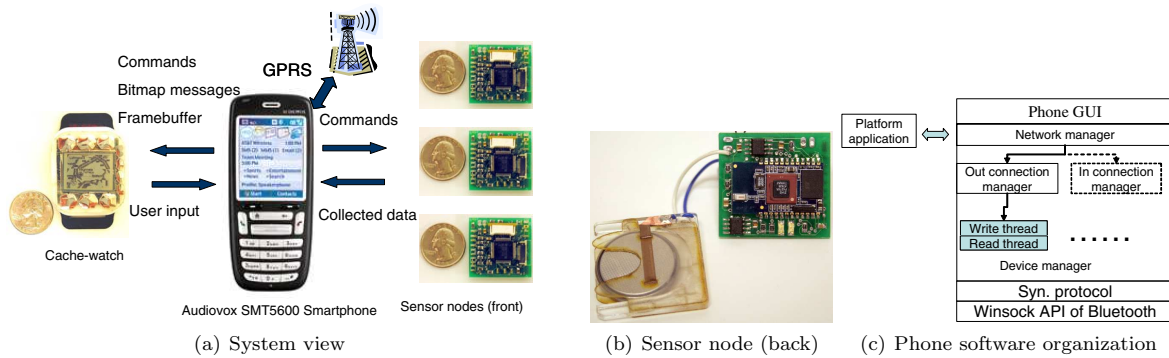 GPRS
Commands
Bitmap messages
Framebuffer
User input
Cache-watch
Audiovox SMT5600 Smartphone
Commands
Collected data
Sensor nodes (front)
(a) System view
(b) Sensor node (back)
Platform
application
Phone GUI
Network manager
Out connection
manager
In connection
manager
Write thread
Read thread
......
Device manager
Syn. protocol
Winsock API of Bluetooth
(c) Phone software organization